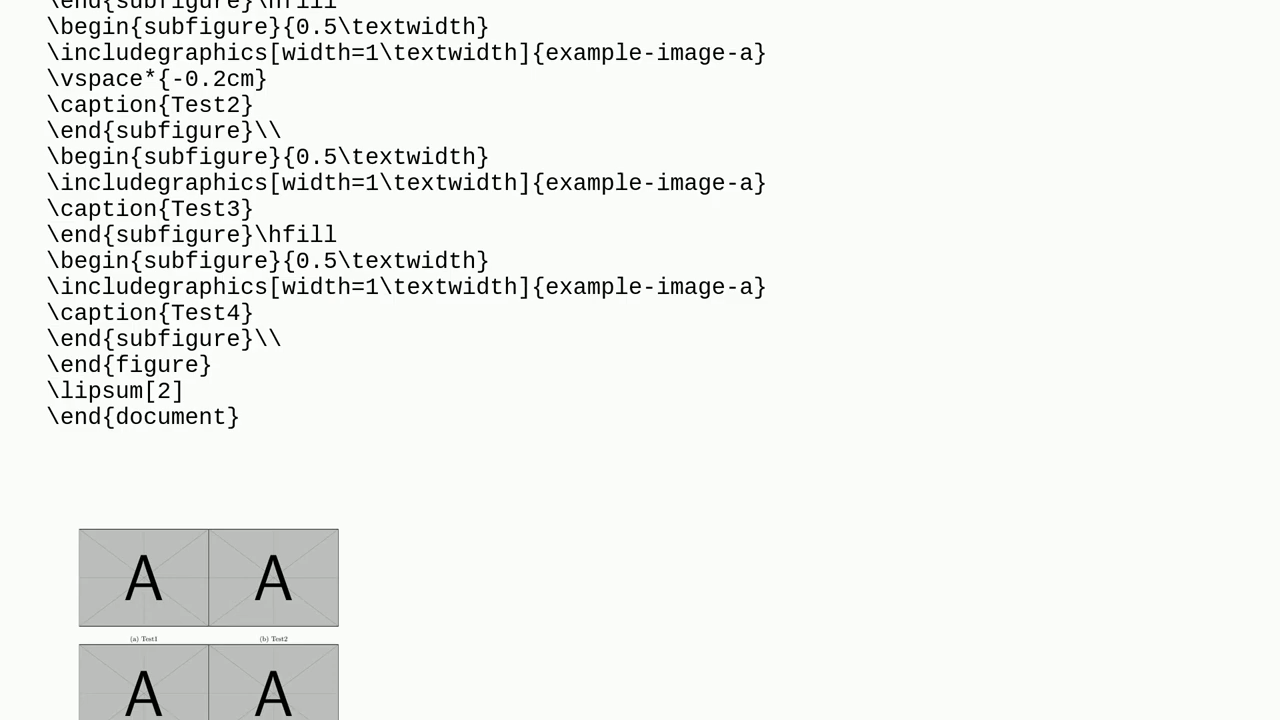 \end{subfigure}\hfill
\begin{subfigure}{0.5\textwidth}
\includegraphics[width=1\textwidth]{example-image-a}
\vspace*{-0.2cm}
\caption{Test2}
\end{subfigure}\\
\begin{subfigure}{0.5\textwidth}
\includegraphics[width=1\textwidth]{example-image-a}
\caption{Test3}
\end{subfigure}\hfill
\begin{subfigure}{0.5\textwidth}
\includegraphics[width=1\textwidth]{example-image-a}
\caption{Test4}
\end{subfigure}\\
\end{figure}
\lipsum[2]
\end{document}
A A
(a) Test1 (b) Test2
A A